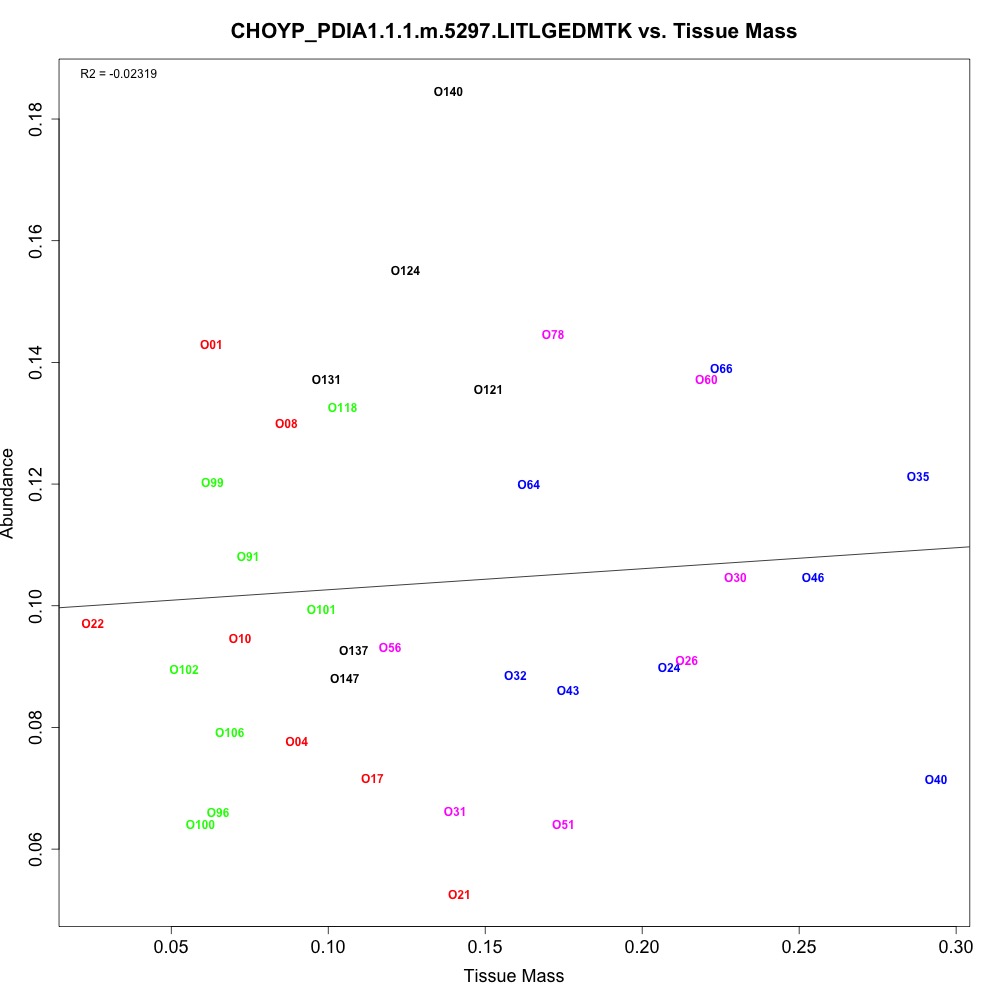 CHOYP_PDIA1.1.1.m.5297.LITLGEDMTK vs. Tissue Mass
R2 = -0.02319
O140
0.18
0.16
O124
O78
O01
0.14
O66
O131
O60
O121
O118
O08
O35
O99
0.12
O64
Abundance
O91
O30
O46
0.10
O101
O22
O10
O56
O137
O26
O102
O24
O32
O147
O43
O106
0.08
O04
O17
O40
O31
O96
O100
O51
0.06
O21
0.05
0.10
0.15
0.20
0.25
0.30
Tissue Mass